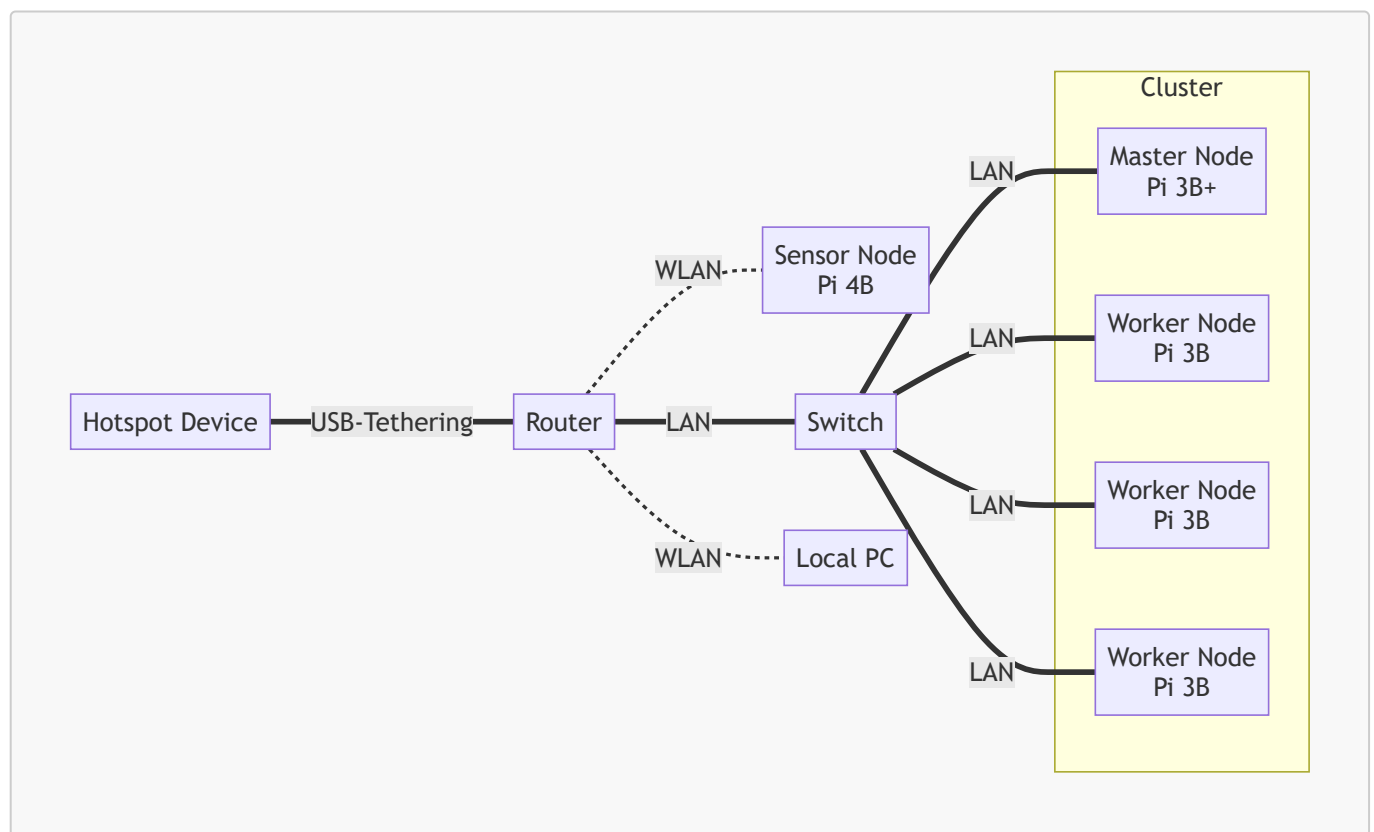 Cluster
LAN
Master Node
Pi 3B+
WLAN
Sensor Node
Pi 4B
LAN
Worker Node
Pi 3B
Hotspot Device
USB-Tethering
Router
LAN
Switch
LAN
Worker Node
Pi 3B
WLAN
Local PC
LAN
Worker Node
Pi 3B